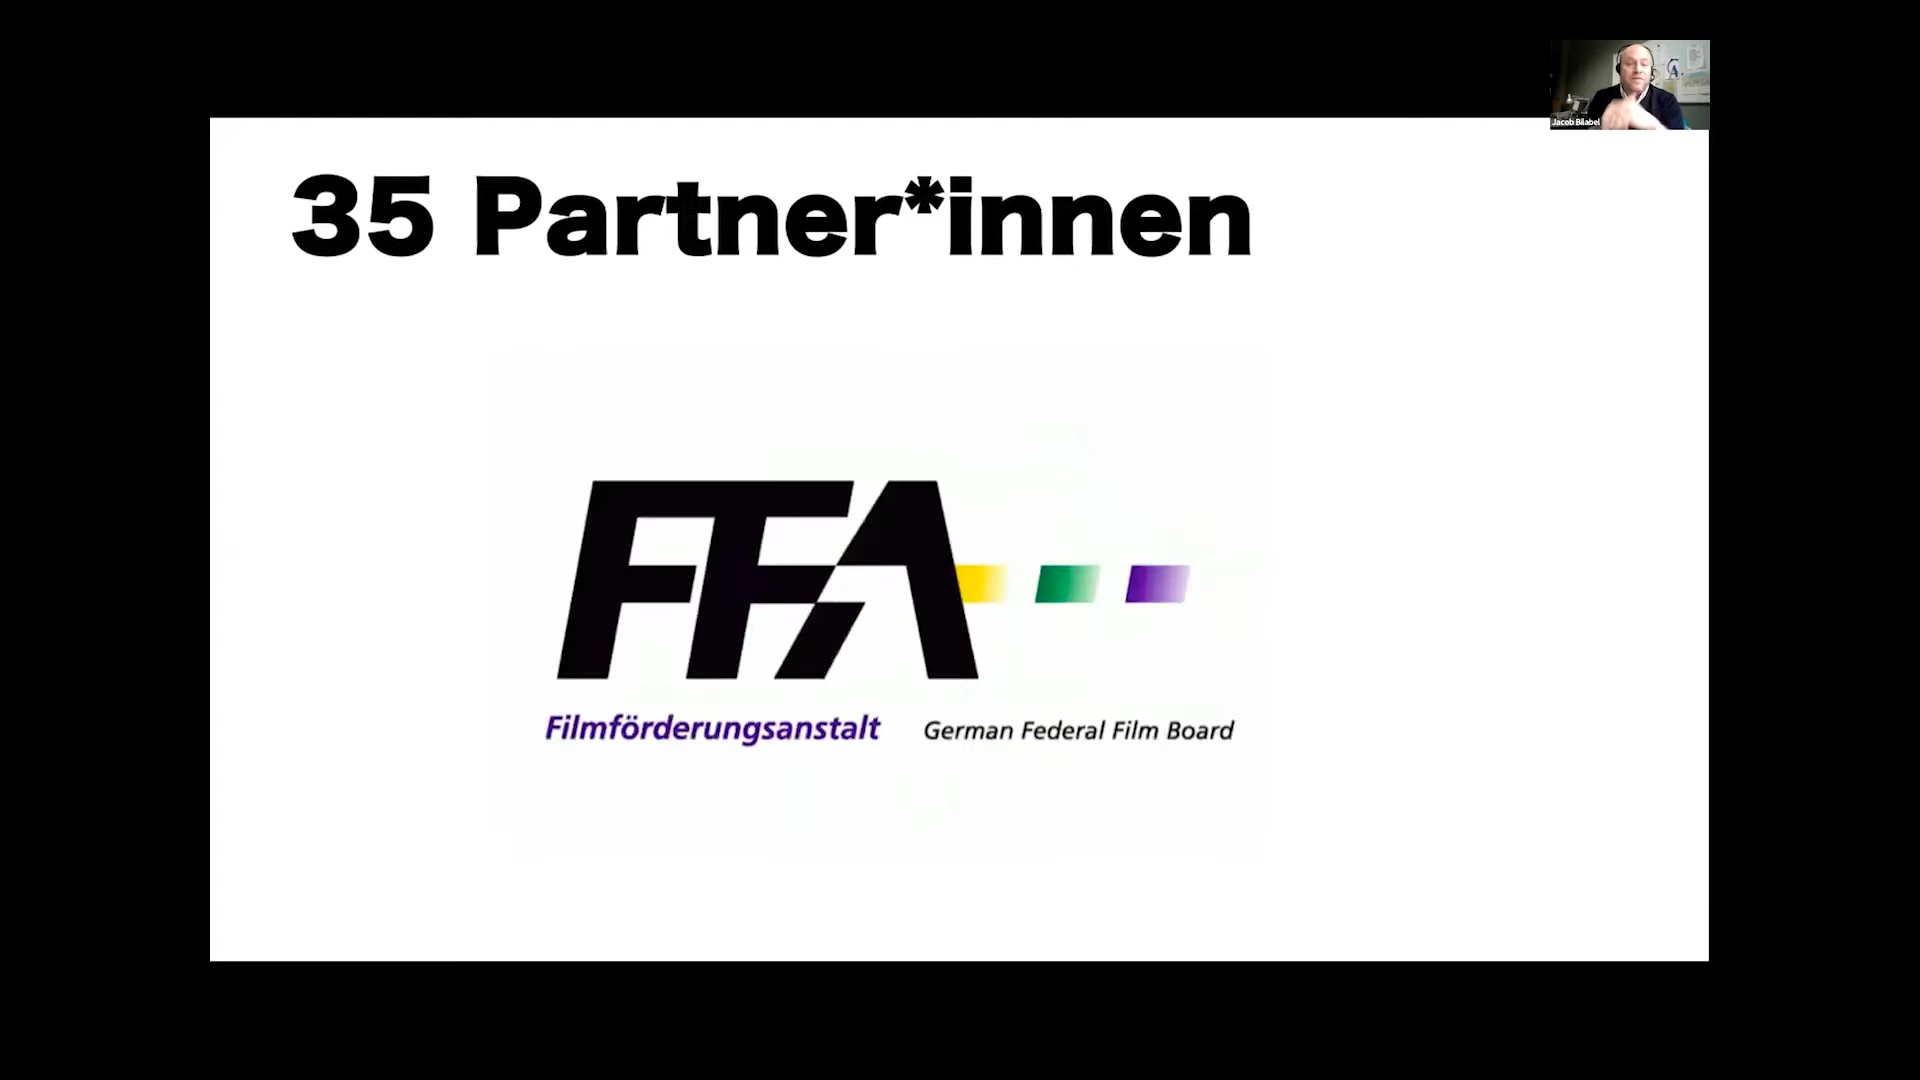 Jacob Bilabel
35 Partner*innen
FFA
Filmförderungsanstalt German Federal Film Board